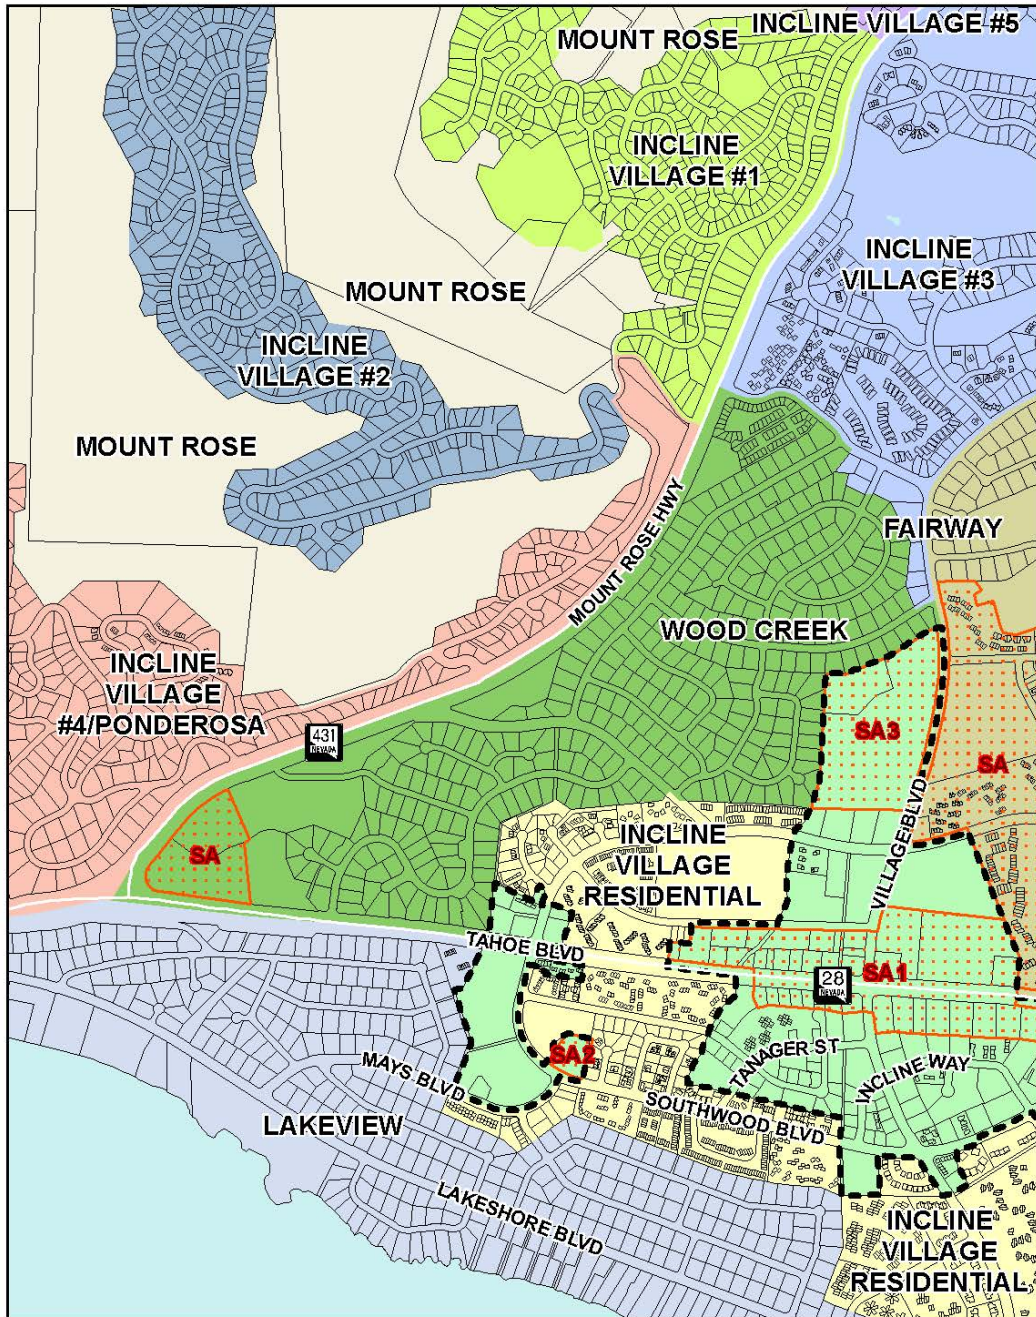 INCLINE VILLAGE #5
MOUNT ROSE
INCLINE
VILLAGE #1
INCLINE
VILLAGE #3
MOUNT ROSE
INCLINE
VILLAGE #2
MOUNT ROSE
MOUNT ROSE HWY
FAIRWAY
WOOD CREEK
INCLINE
VILLAGE
#4/PONDEROSA
431
NEVADA
SA3
SA
VILLAGE BLVD
SA
INCLINE
VILLAGE
RESIDENTIAL
TAHOE BLVD
SA1
28
NEVADA
SA2
TANAGER ST
INCLINE WAY
MAYS BLVD
SOUTHWOOD BLVD
LAKEVIEW
LAKESHORE BLVD
INCLINE
VILLAGE
RESIDENTIAL